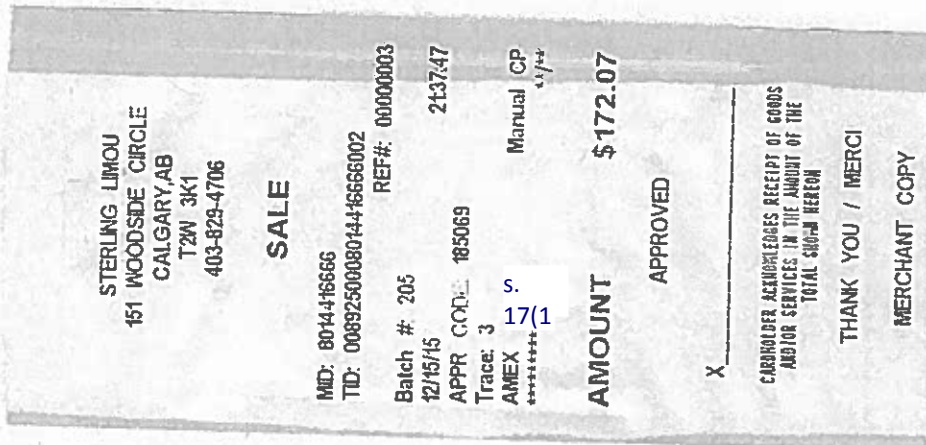 STERLING LIMOU
151 WOODSIDE CIRCLE
CALGARY,AB
T2W 3K1
403-829-4706
SALE
MID: 8014416666
TID: 0089250008014416666002
REF#: 00000003
Batch #: 205
12/15/15 21:37:47
APPR CODE: 185069
Trace: 3
AMEX Manual CP
********* **/**
s.
17(1
AMOUNT $172.07
APPROVED
X
CARDHOLDER ACKNOWLEDGES RECEIPT OF GOODS
AND/OR SERVICES IN THE AMOUNT OF THE
TOTAL SHOWN HEREON
THANK YOU / MERCI
MERCHANT COPY